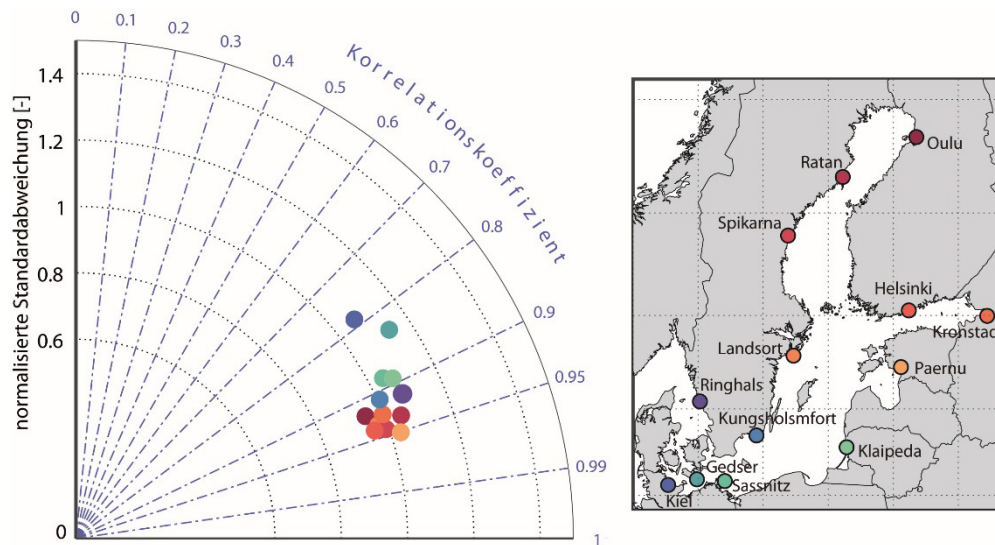 0
0.1
0.2
0.3
0.4
0.5
0.6
0.7
0.8
0.9
0.95
0.99
1
Korrelationskoeffizient
normalisierte Standardabweichung [-]
1.4
1.2
1
0.8
0.6
0
Oulu
Ratan
Spikarna
Helsinki
Kronstad
Landsort
Paernu
Ringhals
Kungsholmsfort
Klaipeda
Gedser
Sassnitz
Kiel